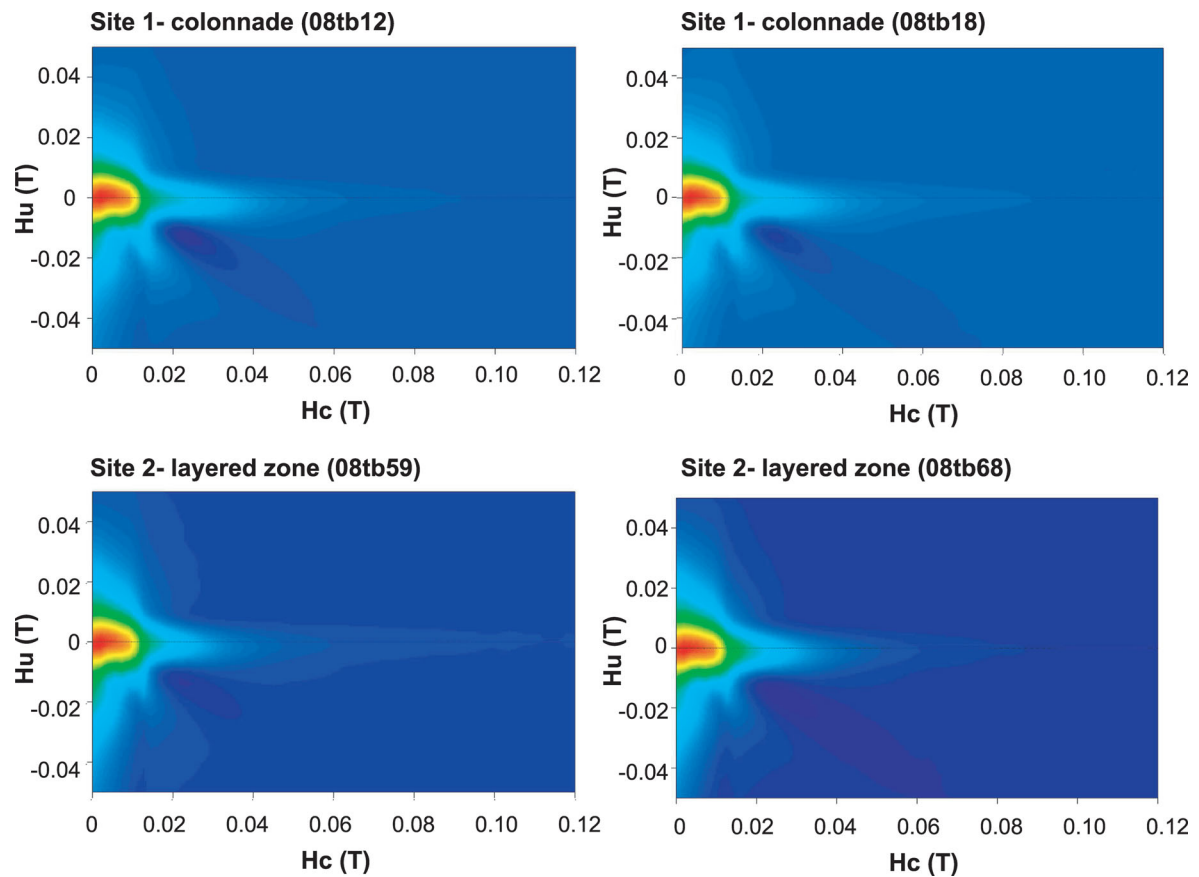 Site 1- colonnade (08tb12)
Hu (T)
0.04
0.02
0
-0.02
-0.04
0 0.02 0.04 0.06 0.08 0.10 0.12
Hc (T)
Site 1- colonnade (08tb18)
Hu (T)
0.04
0.02
0
-0.02
-0.04
0 0.02 0.04 0.06 0.08 0.10 0.12
Hc (T)
Site 2- layered zone (08tb59)
Hu (T)
0.04
0.02
0
-0.02
-0.04
0 0.02 0.04 0.06 0.08 0.10 0.12
Hc (T)
Site 2- layered zone (08tb68)
Hu (T)
0.04
0.02
0
-0.02
-0.04
0 0.02 0.04 0.06 0.08 0.10 0.12
Hc (T)